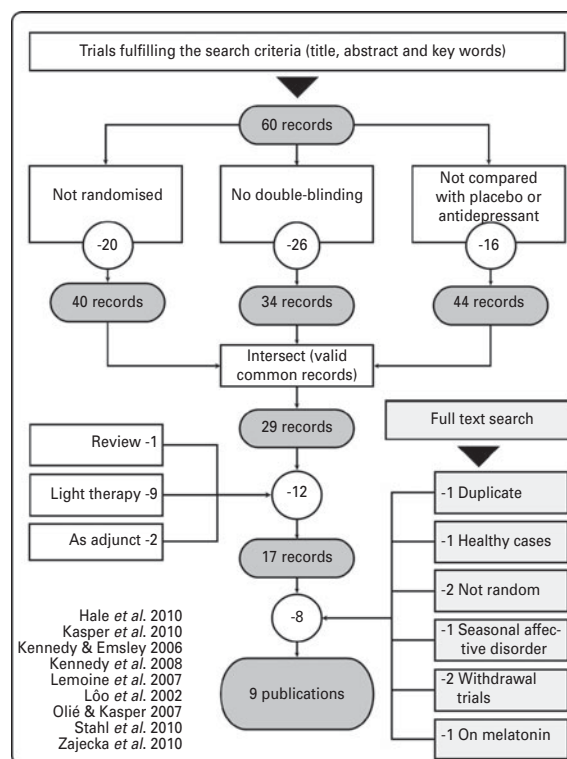 Trials fulfilling the search criteria (title, abstract and key words)
60 records
Not randomised
-20
40 records
No double-blinding
-26
34 records
Not compared
with placebo or
antidepressant
-16
44 records
Intersect (valid
common records)
29 records
Review -1
Light therapy -9
As adjunct -2
-12
17 records
-8
9 publications
Full text search
-1 Duplicate
-1 Healthy cases
-2 Not random
-1 Seasonal affec-
tive disorder
-2 Withdrawal
trials
-1 On melatonin
Hale et al. 2010
Kasper et al. 2010
Kennedy & Emsley 2006
Kennedy et al. 2008
Lemoine et al. 2007
Lôo et al. 2002
Olié & Kasper 2007
Stahl et al. 2010
Zajecka et al. 2010